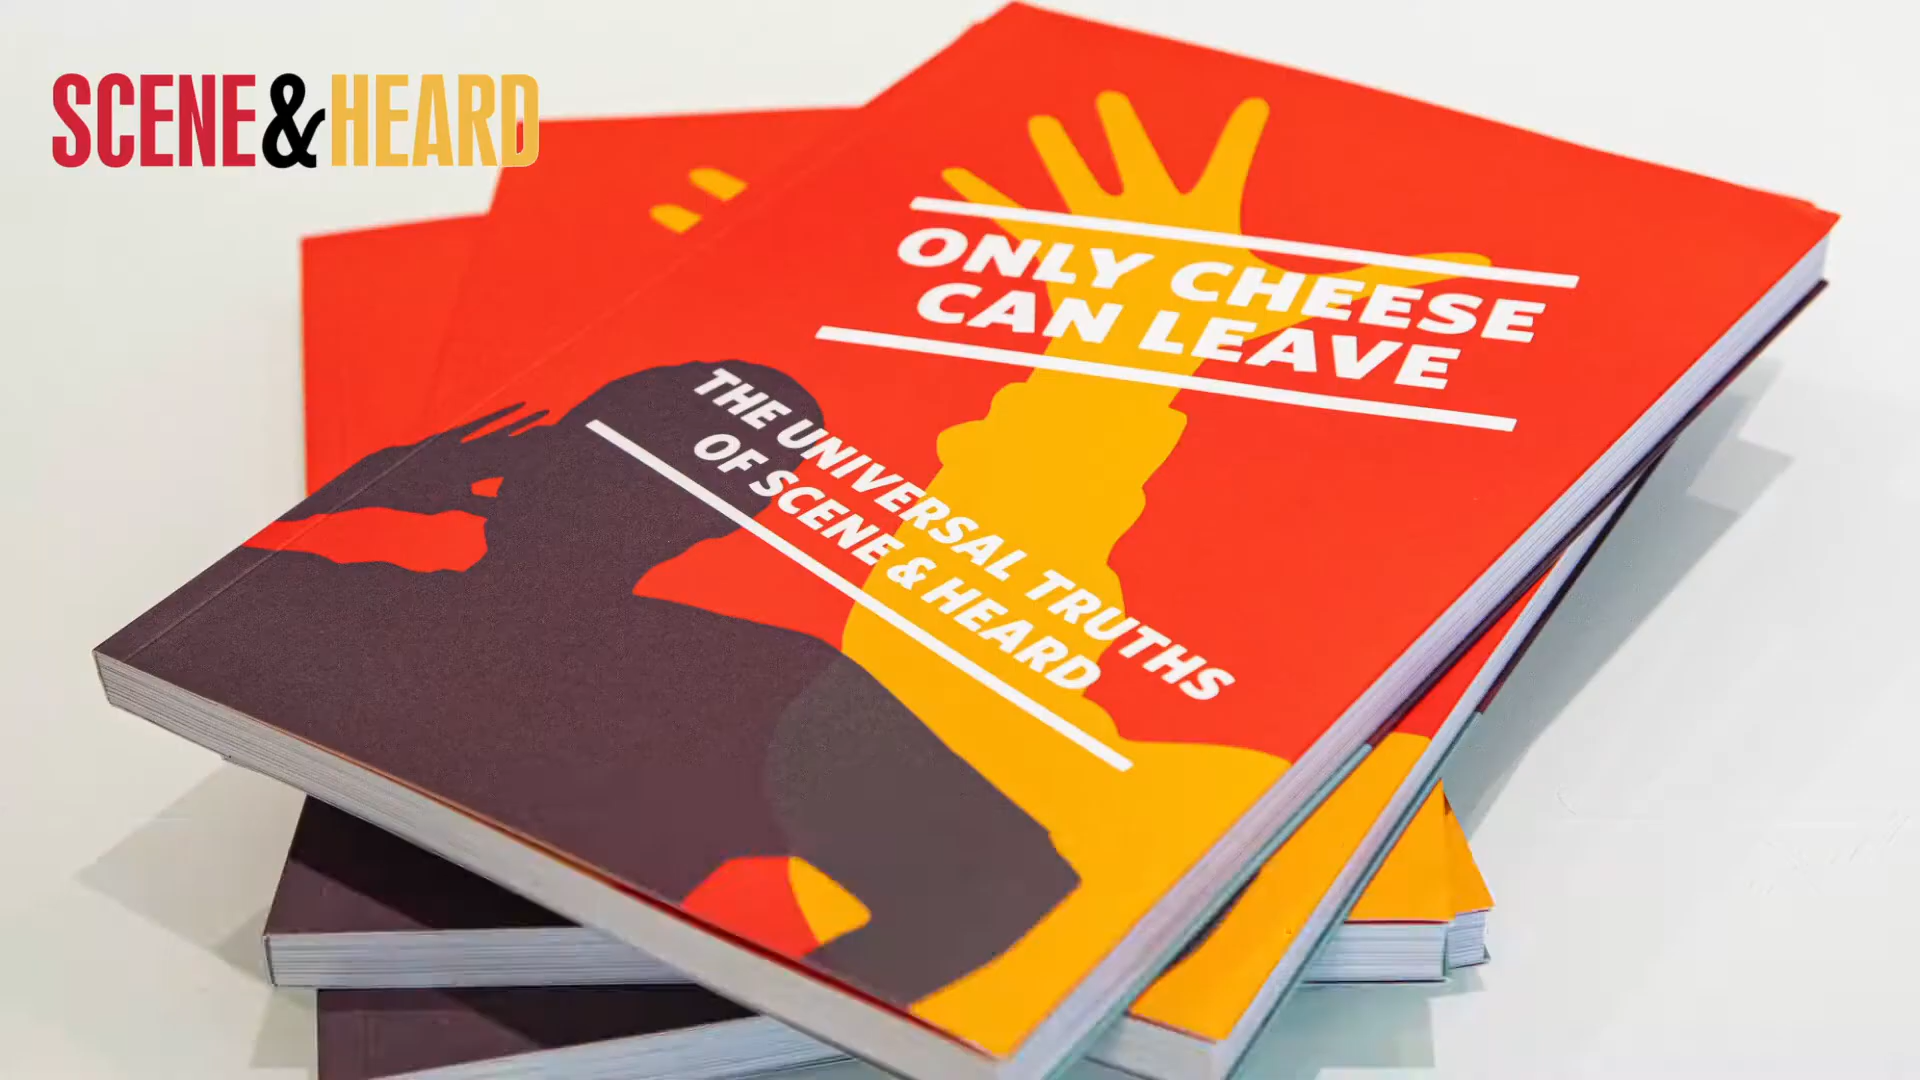 SCENE&HEARD
ONLY CHEESE
CAN LEAVE
THE UNIVERSAL TRUTHS
OF SCENE & HEARD